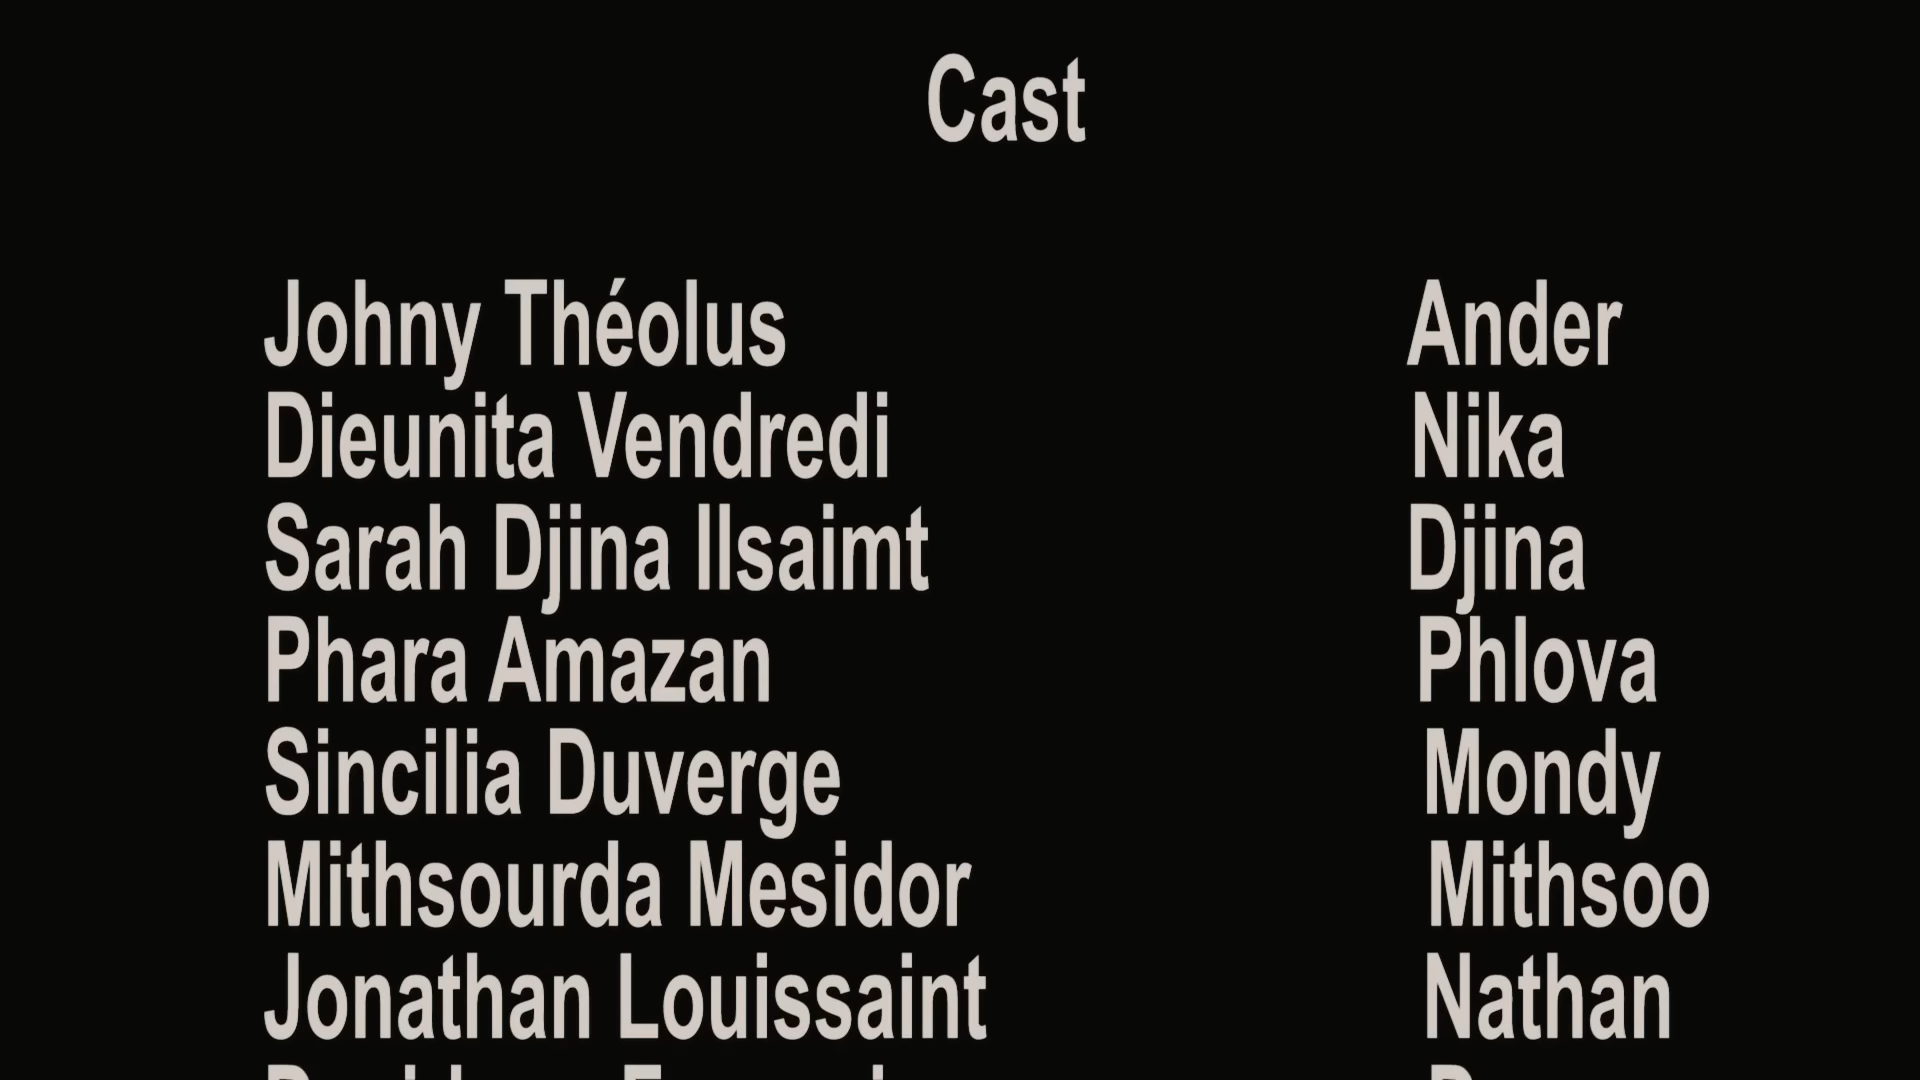 Cast
Johny Théolus Ander
Dieunita Vendredi Nika
Sarah Djina Ilsaimt Djina
Phara Amazan Phlova
Sincilia Duverge Mondy
Mithsourda Mesidor Mithsoo
Jonathan Louissaint Nathan